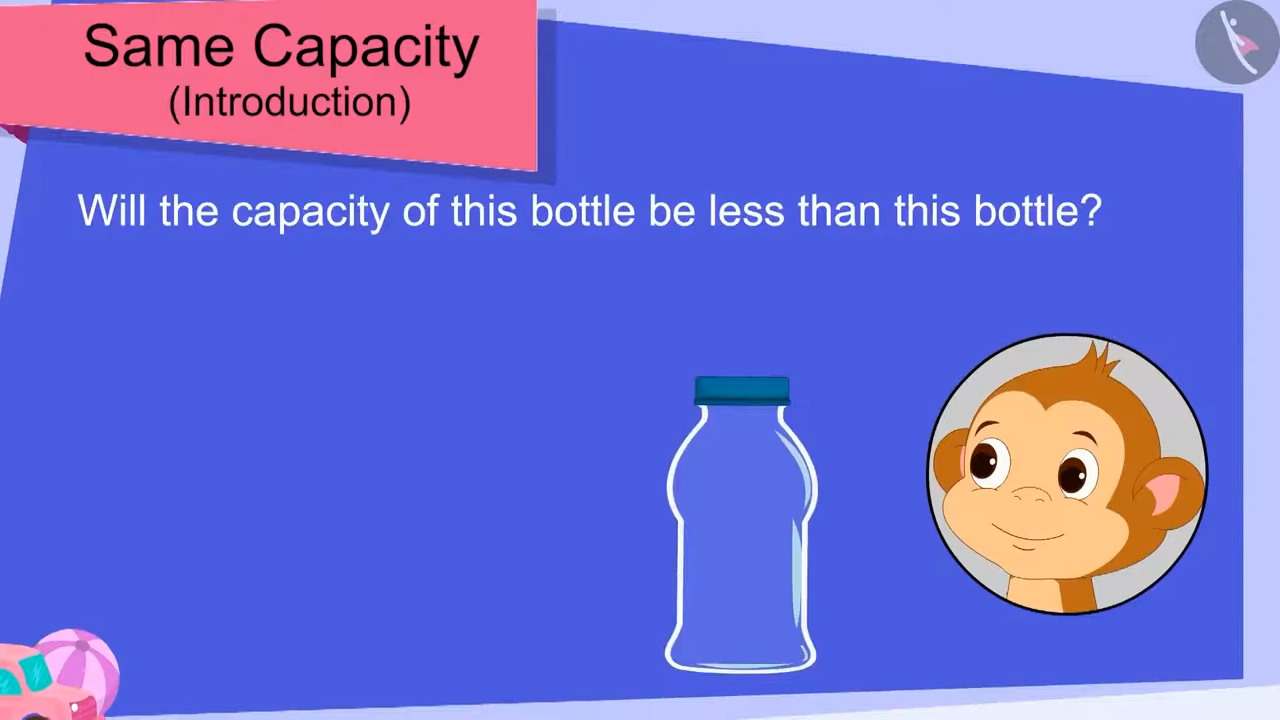 Same Capacity
(Introduction)
Will the capacity of this bottle be less than this bottle?